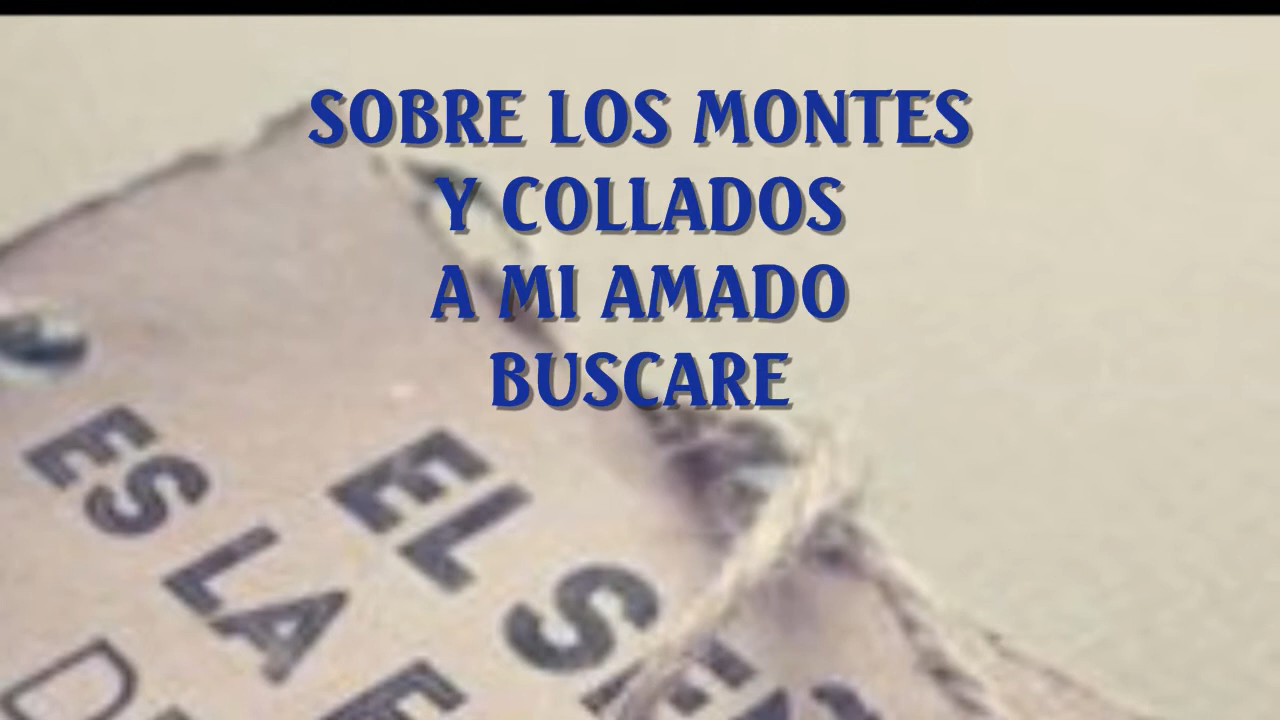 SOBRE LOS MONTES
Y COLLADOS
A MI AMADO
BUSCARE
EL
ES LA